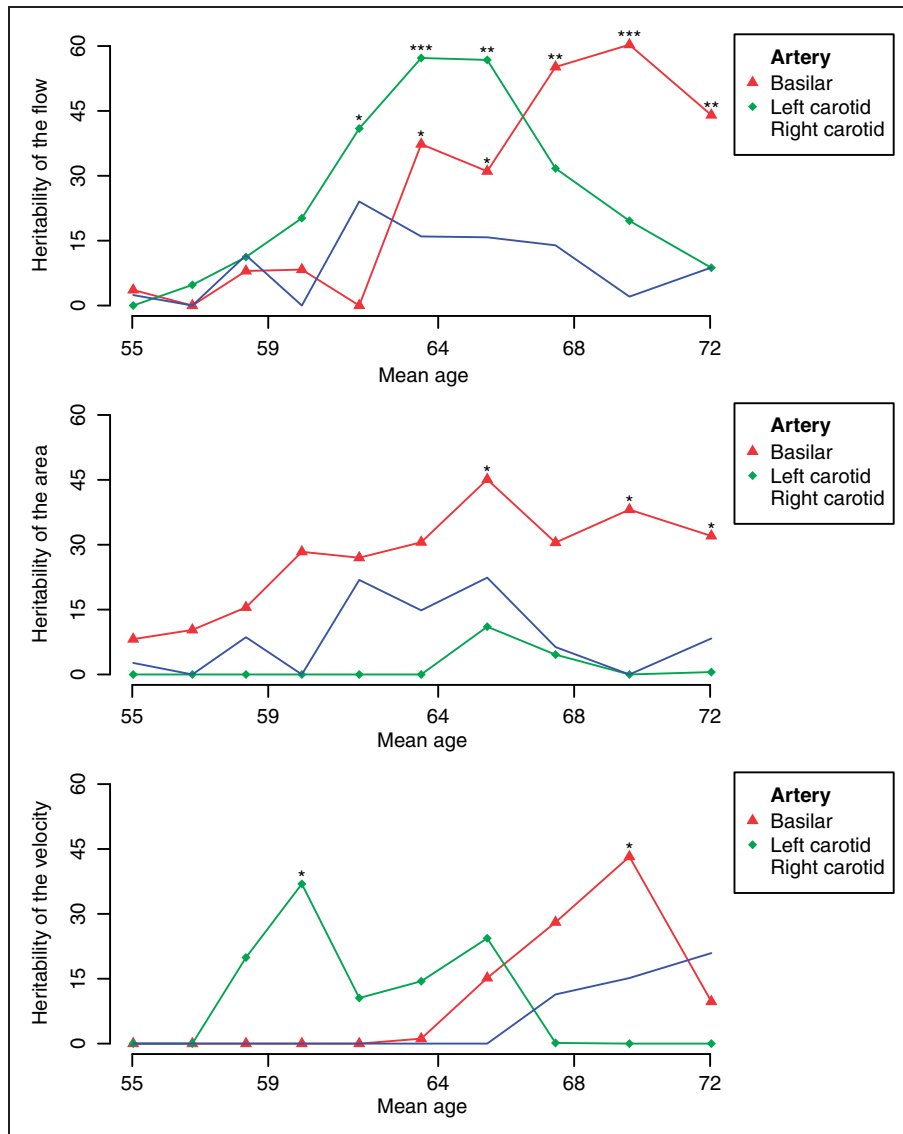 Heritability of the flow
60
45
30
15
0
*
***
**
*
*
**
***
**
55
59
64
68
72
Mean age
Artery
Basilar
Left carotid
Right carotid
Heritability of the area
60
45
30
15
0
*
*
*
55
59
64
68
72
Mean age
Artery
Basilar
Left carotid
Right carotid
Heritability of the velocity
60
45
30
15
0
*
*
55
59
64
68
72
Mean age
Artery
Basilar
Left carotid
Right carotid